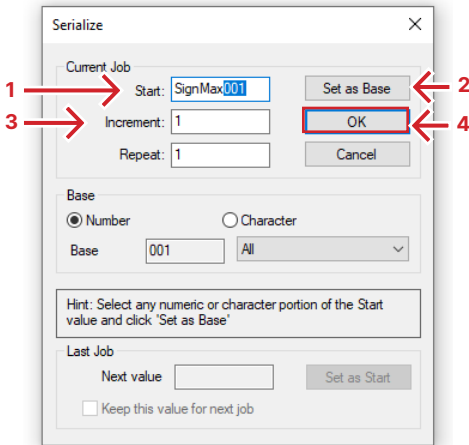 Serialize
Current Job
1 Start: SignMax001 Set as Base 2
3 Increment: 1 OK 4
Repeat: 1 Cancel
Base
Number Character
Base 001 All
Hint: Select any numeric or character portion of the Start
value and click 'Set as Base'
Last Job
Next value Set as Start
Keep this value for next job